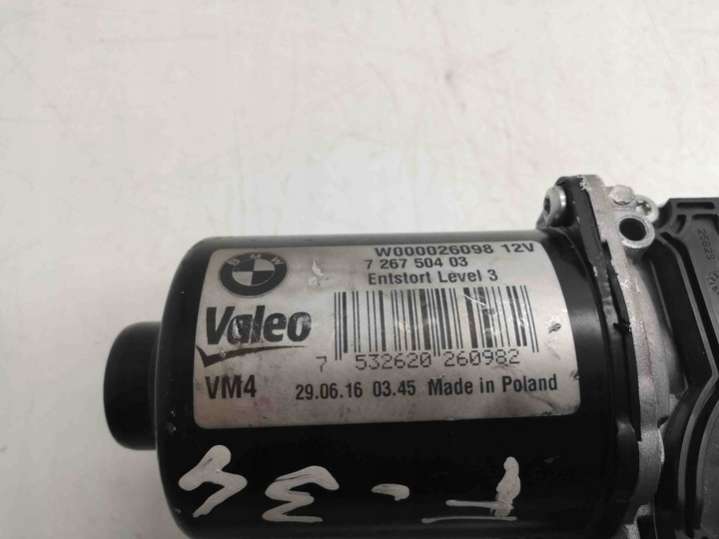 BMW
W000026098 12V
7 267 504 03
Entstort Level 3
Valeo
7 532620 260982
VM4 29.06.16 03.45 Made in Poland